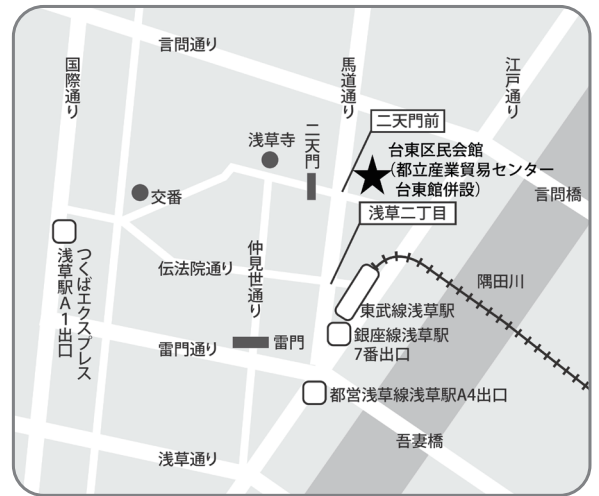 言問通り
国際通り
馬道通り
江戸通り
二天門前
浅草寺
二天門
台東区民会館
(都立産業貿易センター
台東館併設)
言問橋
交番
浅草二丁目
つくばエクスプレス
浅草駅A1出口
仲見世通り
伝法院通り
隅田川
東武線浅草駅
銀座線浅草駅
7番出口
雷門
雷門通り
都営浅草線浅草駅A4出口
吾妻橋
浅草通り